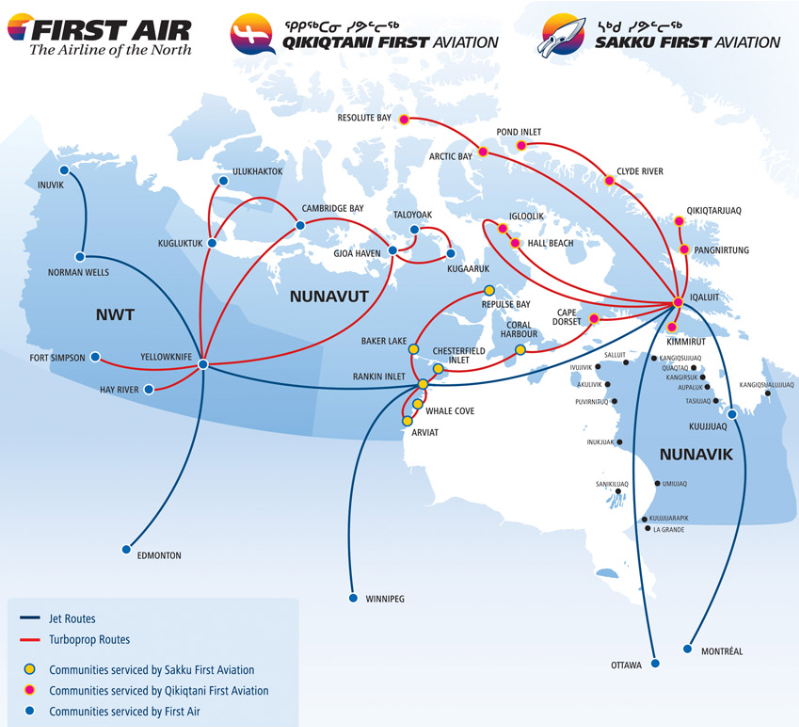 FIRST AIR
The Airline of the North
ᕿᑭᖅᑕᓂ ᓯᕗᓪᓕᖅ
QIKIQTANI FIRST AVIATION
ᓴᒃᑯ ᓯᕗᓪᓕᖅ
SAKKU FIRST AVIATION
RESOLUTE BAY
POND INLET
ARCTIC BAY
CLYDE RIVER
INUVIK
ULUKHAKTOK
QIKIQTARJUAQ
CAMBRIDGE BAY
TALOYOAK
IGLOOLIK
KUGLUKTUK
HALL BEACH
PANGNIRTUNG
GJOA HAVEN
NORMAN WELLS
KUGAARUK
NUNAVUT
IQALUIT
REPULSE BAY
NWT
CAPE
DORSET
CORAL
HARBOUR
KIMMIRUT
BAKER LAKE
CHESTERFIELD
INLET
FORT SIMPSON
YELLOWKNIFE
SALLUIT
KANGIQSUJUAQ
IVUJIVIK
QUAQTAQ
RANKIN INLET
KANGIRSUK
HAY RIVER
AKULIVIK
AUPALUK
KANGIQSUALUJJUAQ
PUVIRNITUQ
TASIUJAQ
WHALE COVE
KUUJJUAQ
ARVIAT
INUKJUAK
NUNAVIK
SANIKILUAQ
UMIUJAQ
KUUJJUARAPIK
LA GRANDE
EDMONTON
WINNIPEG
Jet Routes
Turboprop Routes
MONTRÉAL
OTTAWA
Communities serviced by Sakku First Aviation
Communities serviced by Qikiqtani First Aviation
Communities serviced by First Air